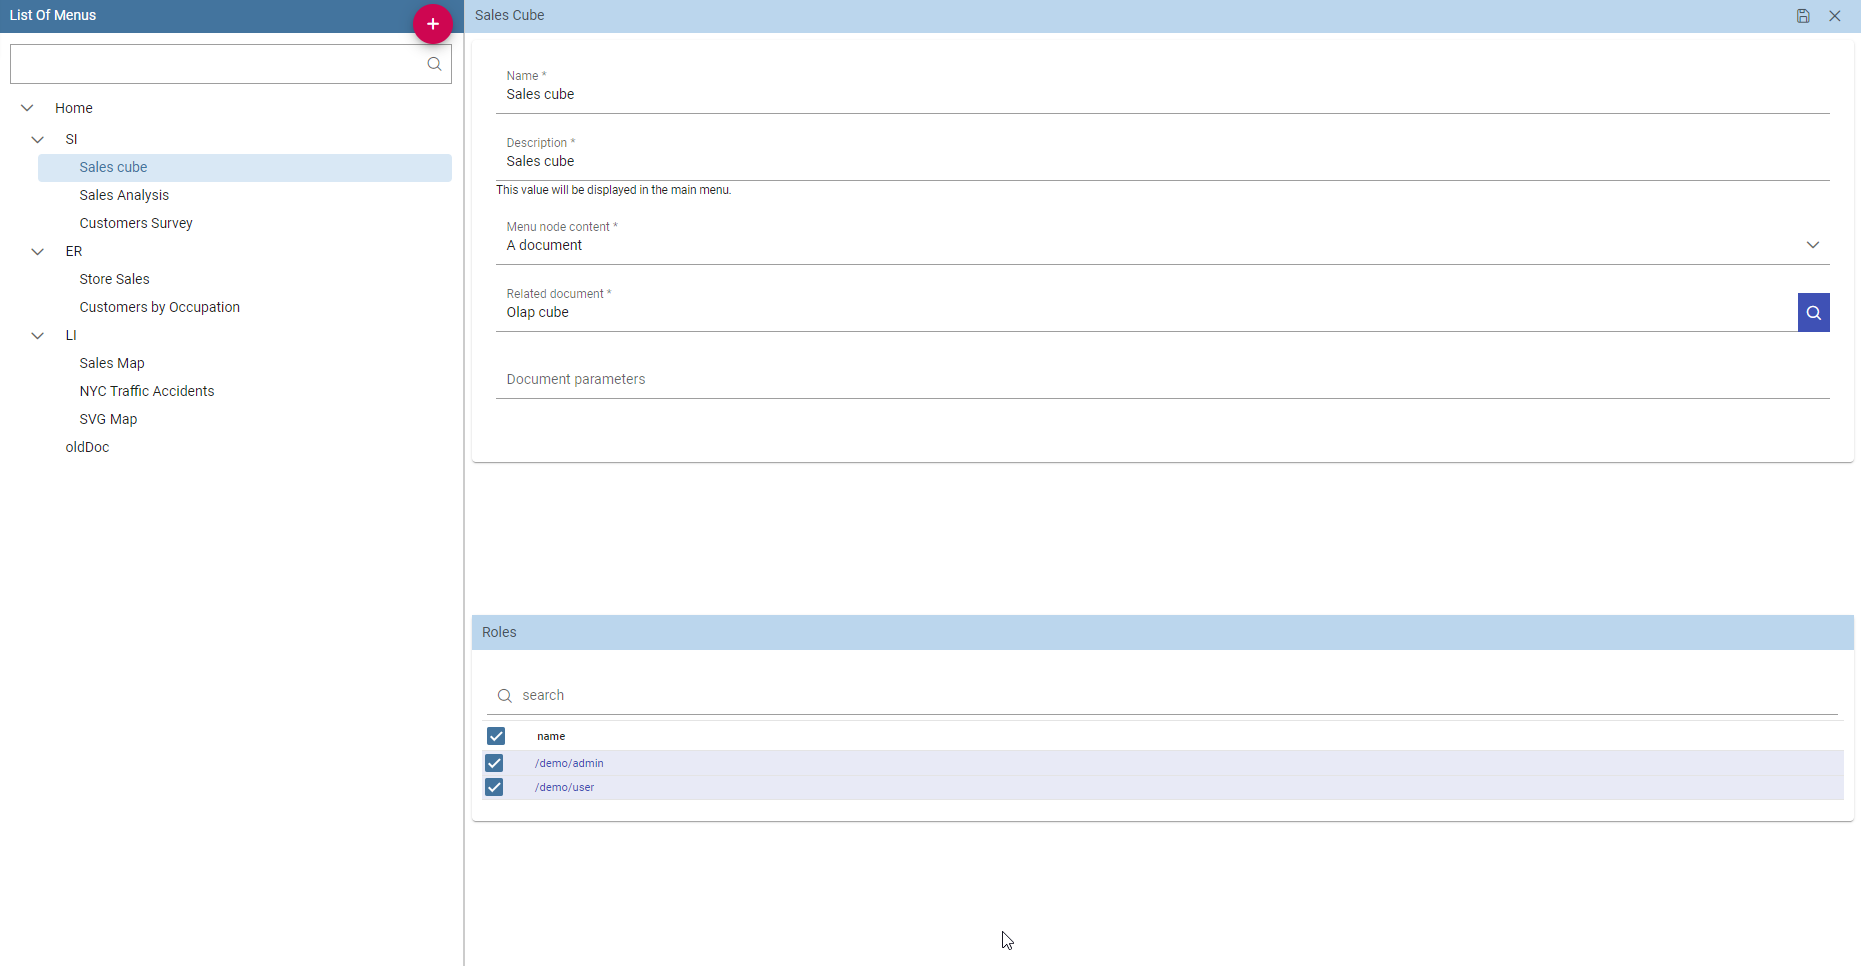 List Of Menus
Home
SI
Sales cube
Sales Analysis
Customers Survey
ER
Store Sales
Customers by Occupation
LI
Sales Map
NYC Traffic Accidents
SVG Map
oldDoc
Sales Cube
Name *
Sales cube
Description *
Sales cube
This value will be displayed in the main menu.
Menu node content *
A document
Related document *
Olap cube
Document parameters
Roles
search
name
/demo/admin
/demo/user